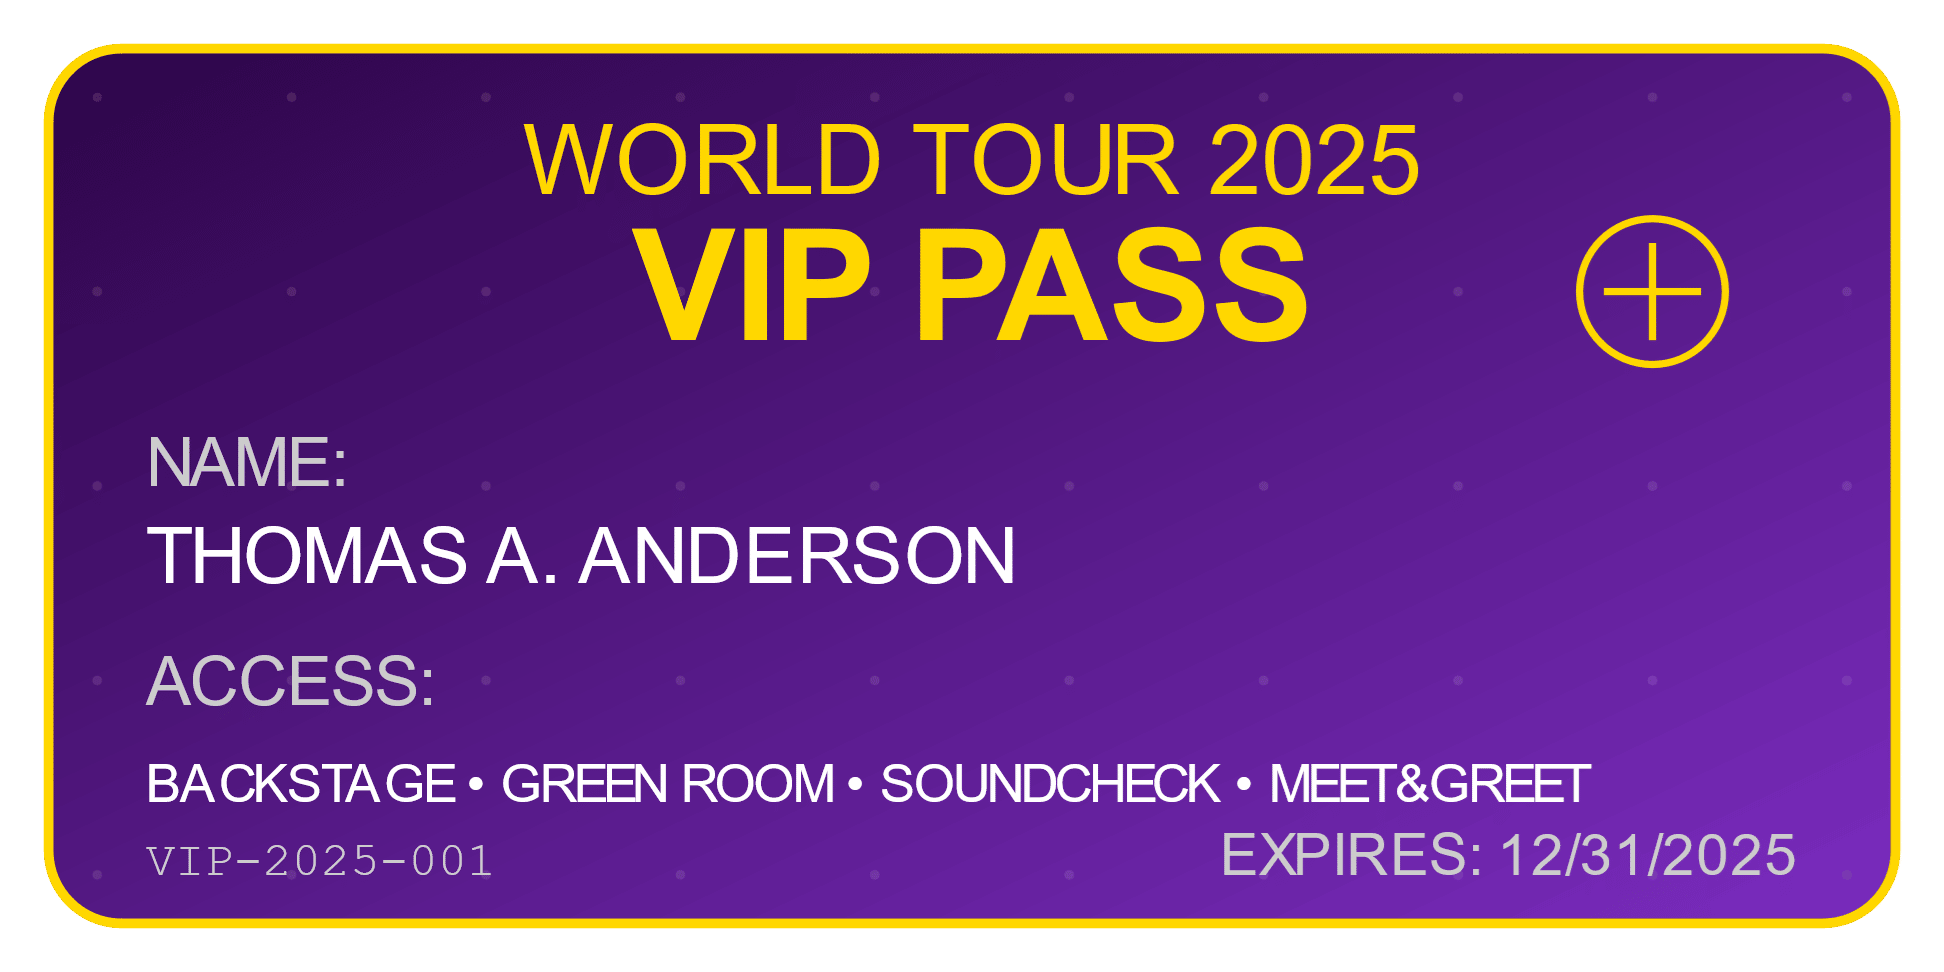 WORLD TOUR 2025
VIP PASS
NAME:
THOMAS A. ANDERSON
ACCESS:
BACKSTAGE • GREEN ROOM • SOUNDCHECK • MEET&GREET
VIP-2025-001
EXPIRES: 12/31/2025